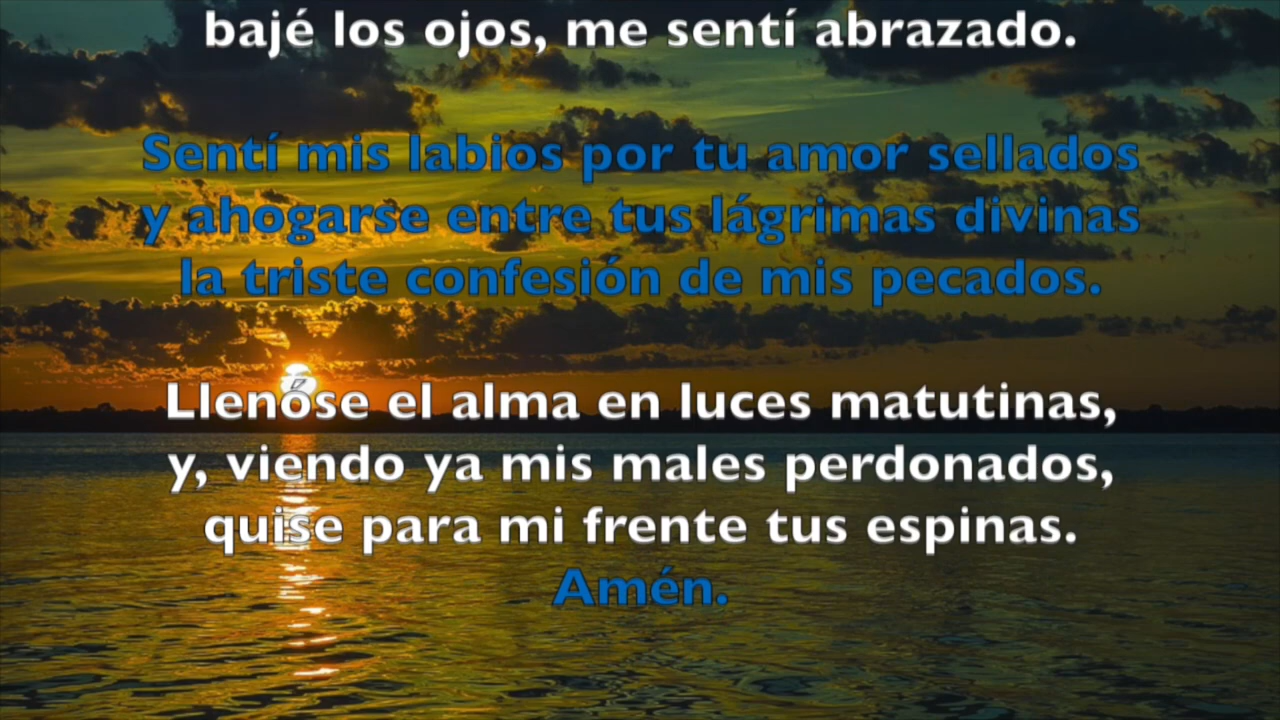 bajé los ojos, me sentí abrazado.
Sentí mis labios por tu amor sellados
y ahogarse entre tus lágrimas divinas
la triste confesión de mis pecados.
Llenóse el alma en luces matutinas,
y, viendo ya mis males perdonados,
quise para mi frente tus espinas.
Amén.